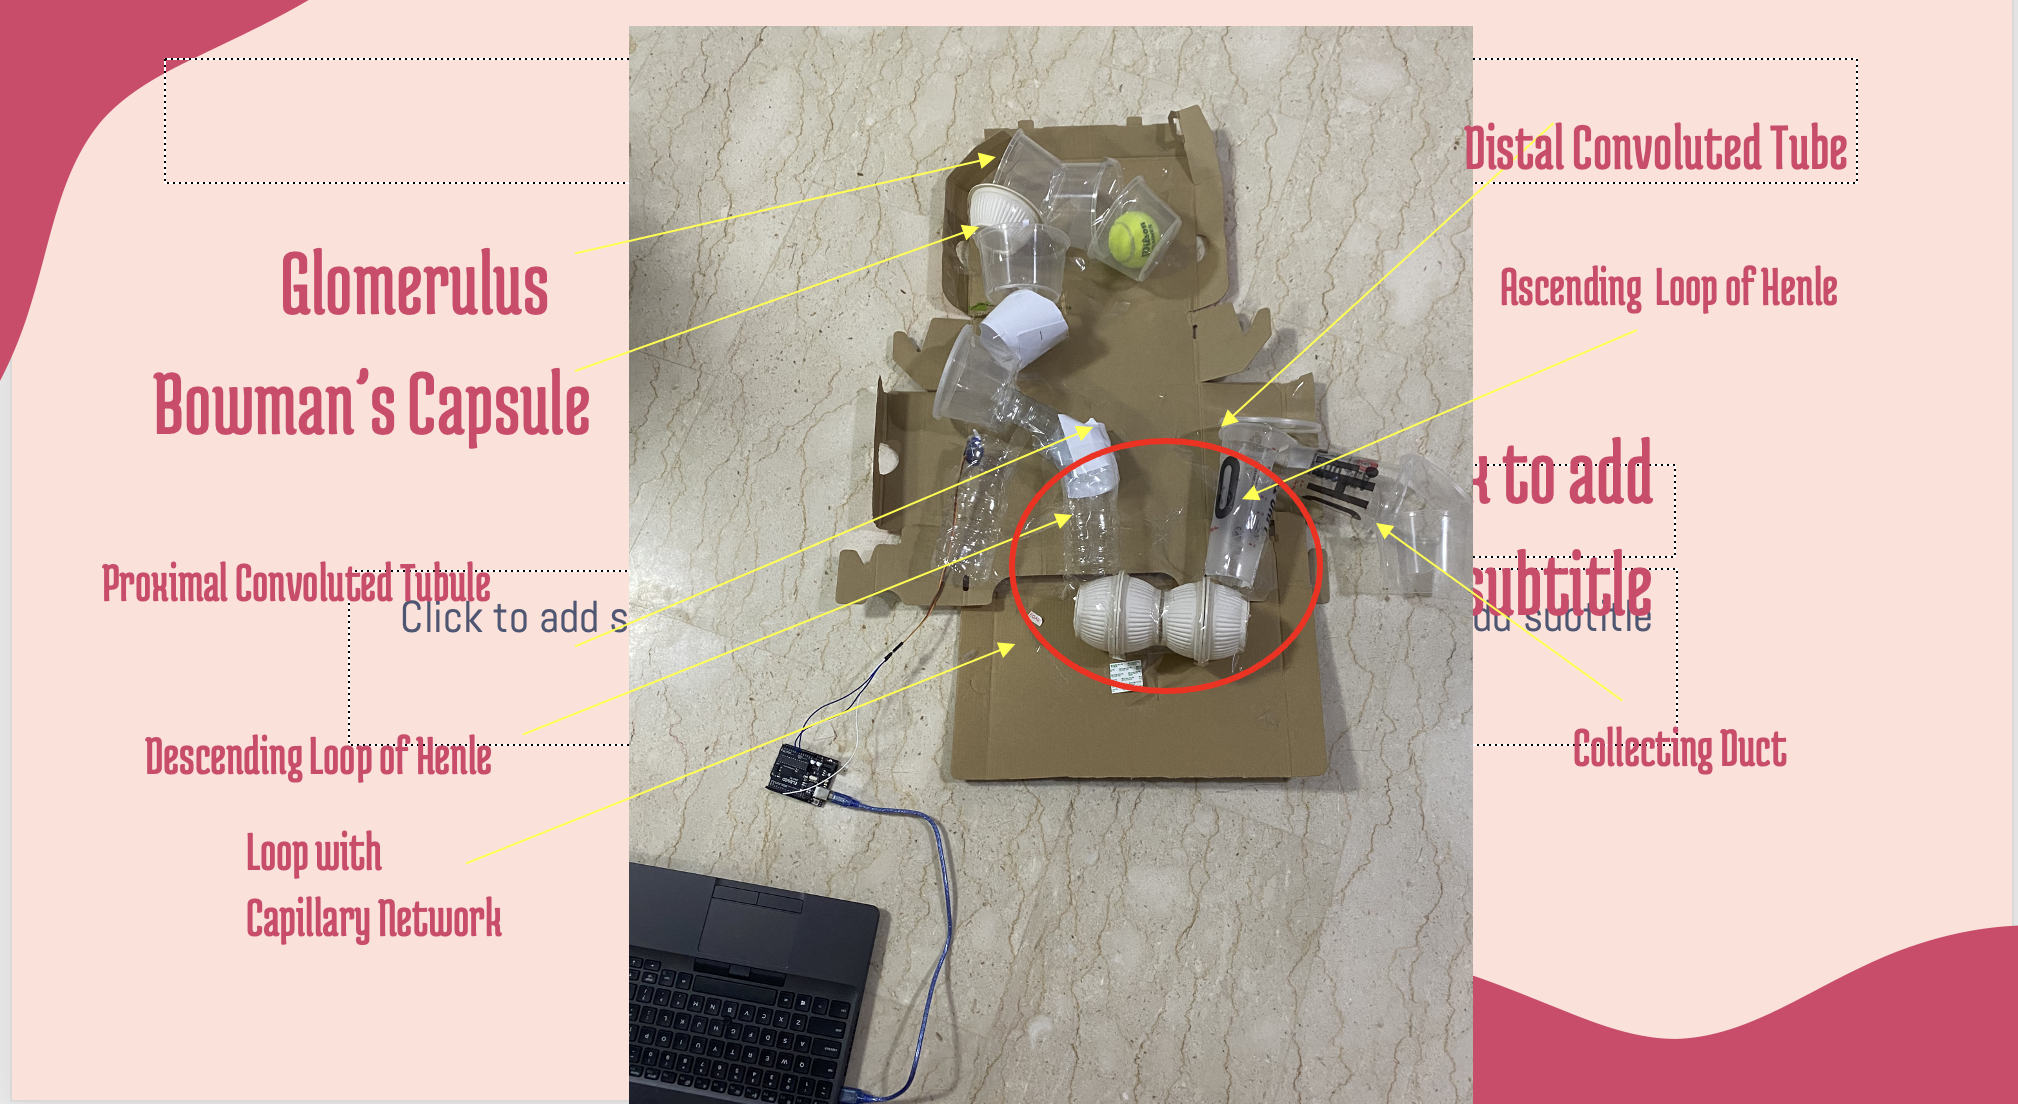 Distal Convoluted Tube
Glomerulus
Ascending Loop of Henle
Bowman's Capsule
Wilson
k to add
subtitle
Proximal Convoluted Tubule
Click to add s
dd subtitle
Descending Loop of Henle
Collecting Duct
Loop with
Capillary Network